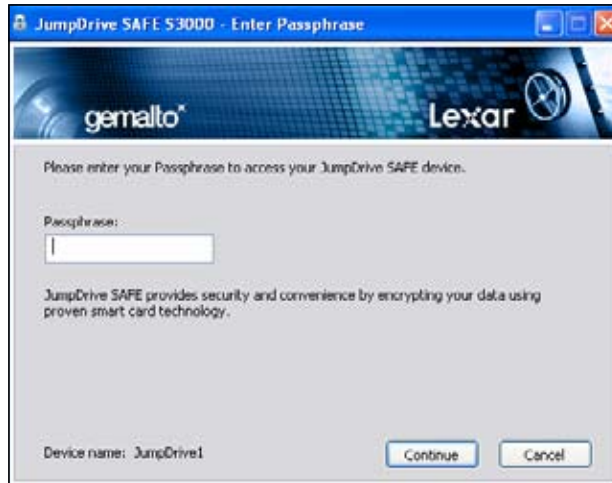 JumpDrive SAFE S3000 - Enter Passphrase
gemalto
Lexar
Please enter your Passphrase to access your JumpDrive SAFE device.
Passphrase:
JumpDrive SAFE provides security and convenience by encrypting your data using
proven smart card technology.
Device name: JumpDrive1
Continue
Cancel